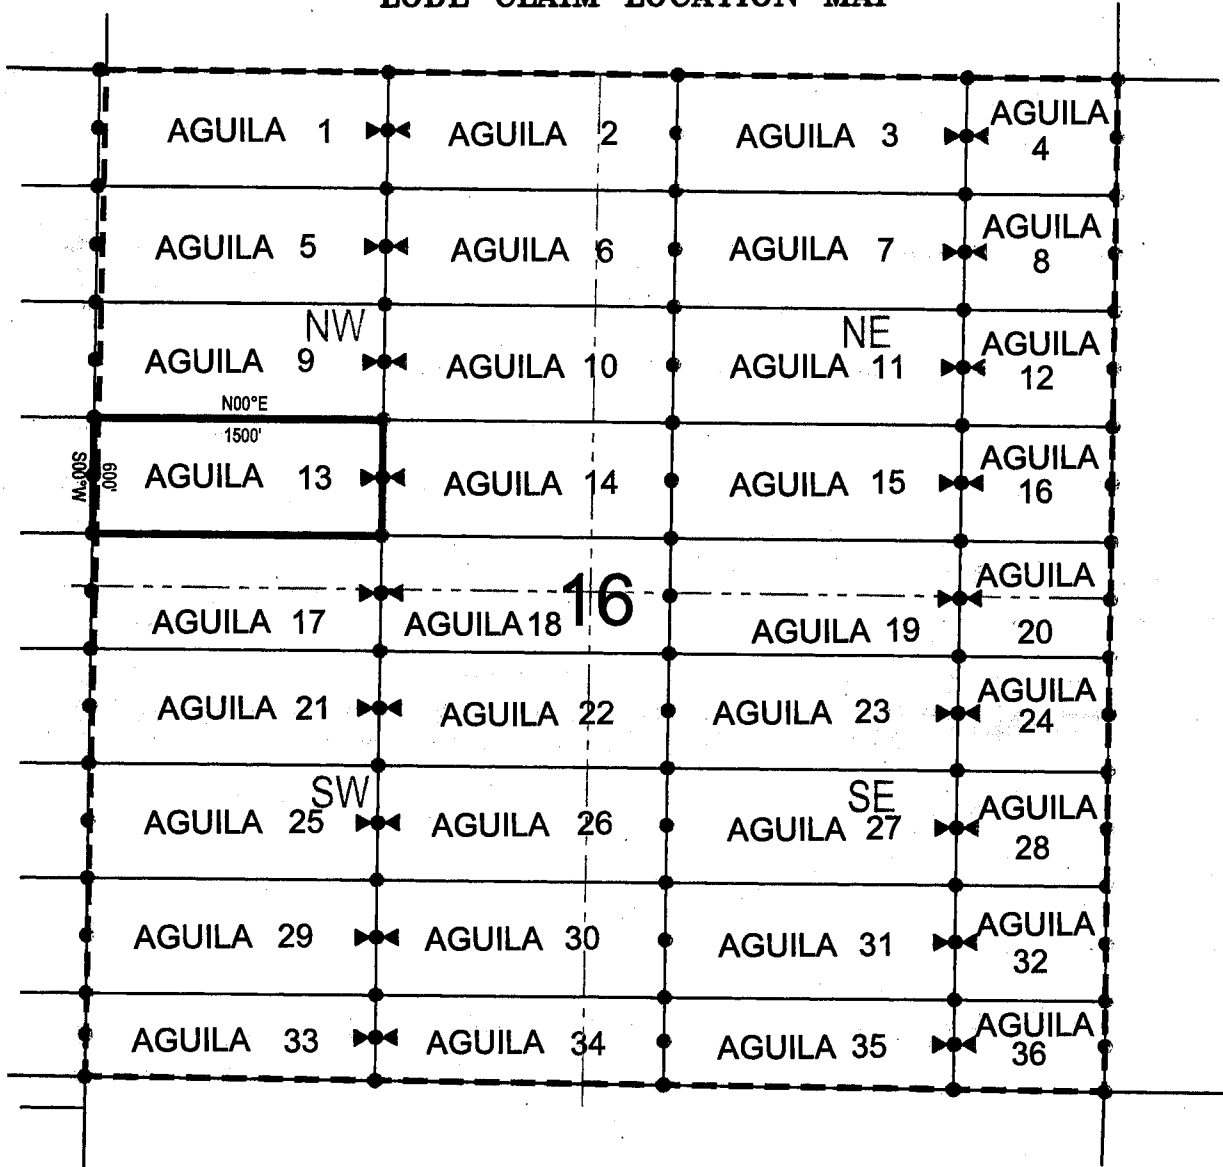 LODE CLAIM LOCATION MAP
AGUILA 1
AGUILA 2
AGUILA 3
AGUILA
4
AGUILA 5
AGUILA 6
AGUILA 7
AGUILA
8
NW
NE
AGUILA 9
AGUILA 10
AGUILA 11
AGUILA
12
N00°E
1500'
S00°W
600'
AGUILA 13
AGUILA 14
AGUILA 15
AGUILA
16
16
AGUILA 17
AGUILA 18
AGUILA 19
AGUILA
20
AGUILA 21
AGUILA 22
AGUILA 23
AGUILA
24
SW
SE
AGUILA 25
AGUILA 26
AGUILA 27
AGUILA
28
AGUILA 29
AGUILA 30
AGUILA 31
AGUILA
32
AGUILA 33
AGUILA 34
AGUILA 35
AGUILA
36